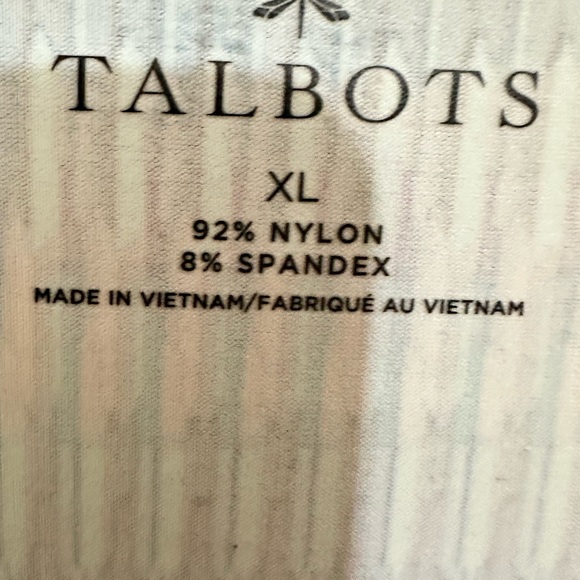 TALBOTS
XL
92% NYLON
8% SPANDEX
MADE IN VIETNAM/FABRIQUÉ AU VIETNAM